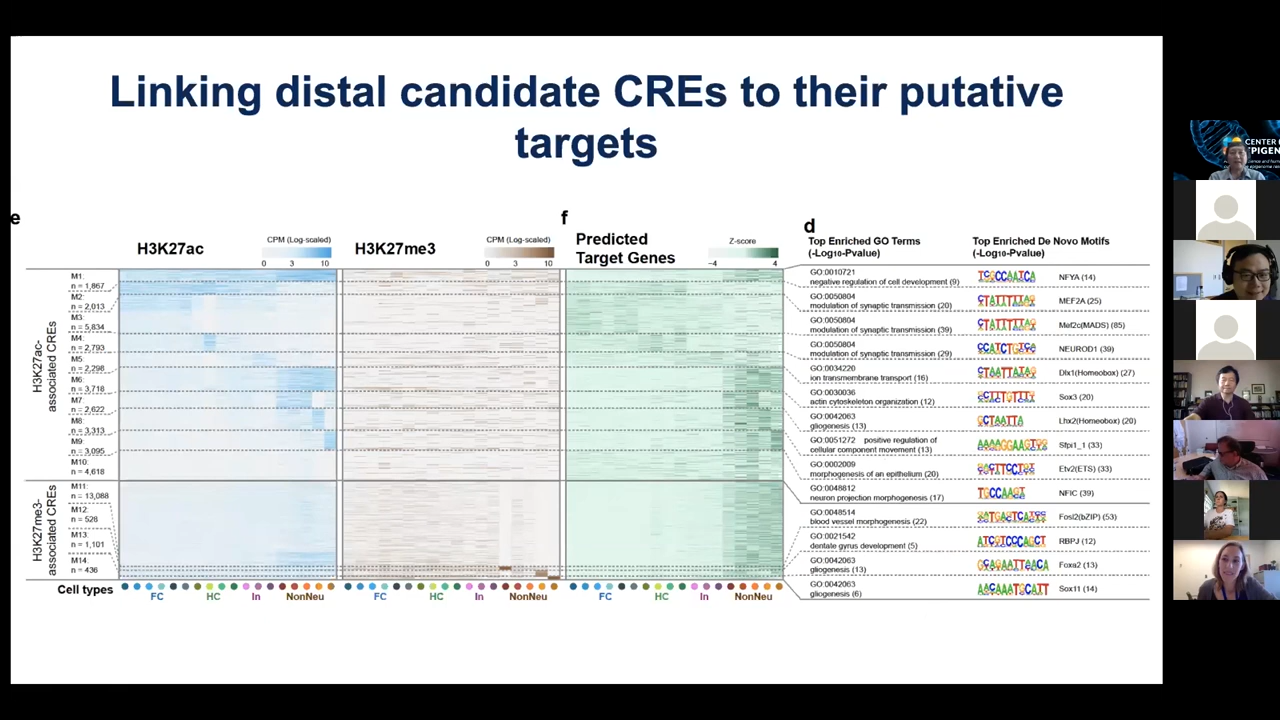 Linking distal candidate CREs to their putative
targets
e
H3K27ac
CPM (Log-scaled)
0 3 10
H3K27me3
CPM (Log-scaled)
0 3 10
f
Predicted
Target Genes
Z-score
−4 4
d
Top Enriched GO Terms
(-Log10-Pvalue)
Top Enriched De Novo Motifs
(-Log10-Pvalue)
H3K27ac-
associated CREs
M1:
n = 1,867
M2:
n = 2,013
M3:
n = 5,834
M4:
n = 2,793
M5
n = 2,298
M6:
n = 3,718
M7:
n = 2,622
M8:
n = 3,313
M9:
n = 3,095
M10:
n = 4,618
H3K27me3-
associated CREs
M11:
n = 13,088
M12:
n = 528
M13:
n = 1,101
M14:
n = 436
Cell types
FC HC In NonNeu
FC HC In NonNeu
FC HC In NonNeu
GO:0010721
negative regulation of cell development (9)
NFYA (14)
GO:0050804
modulation of synaptic transmission (20)
MEF2A (25)
GO:0050804
modulation of synaptic transmission (39)
Mef2c(MADS) (85)
GO:0050804
modulation of synaptic transmission (29)
NEUROD1 (39)
GO:0034220
ion transmembrane transport (16)
Dlx1(Homeobox) (27)
GO:0030036
actin cytoskeleton organization (12)
Sox3 (20)
GO:0042063
gliogenesis (13)
Lhx2(Homeobox) (20)
GO:0051272 positive regulation of
cellular component movement (13)
Sfpi1_1 (33)
GO:0002009
morphogenesis of an epithelium (20)
Etv2(ETS) (33)
GO:0048812
neuron projection morphogenesis (17)
NFIC (39)
GO:0048514
blood vessel morphogenesis (22)
Fosl2(bZIP) (53)
GO:0021542
dentate gyrus development (5)
RBPJ (12)
GO:0042063
gliogenesis (13)
Foxa2 (13)
GO:0042063
gliogenesis (6)
Sox11 (14)
CENTER